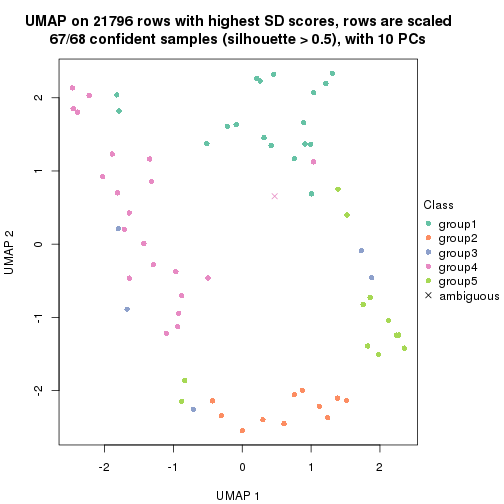 UMAP on 21796 rows with highest SD scores, rows are scaled
67/68 confident samples (silhouette > 0.5), with 10 PCs
2
1
0
-1
-2
UMAP 2
-2
-1
0
1
2
UMAP 1
Class
group1
group2
group3
group4
group5
ambiguous